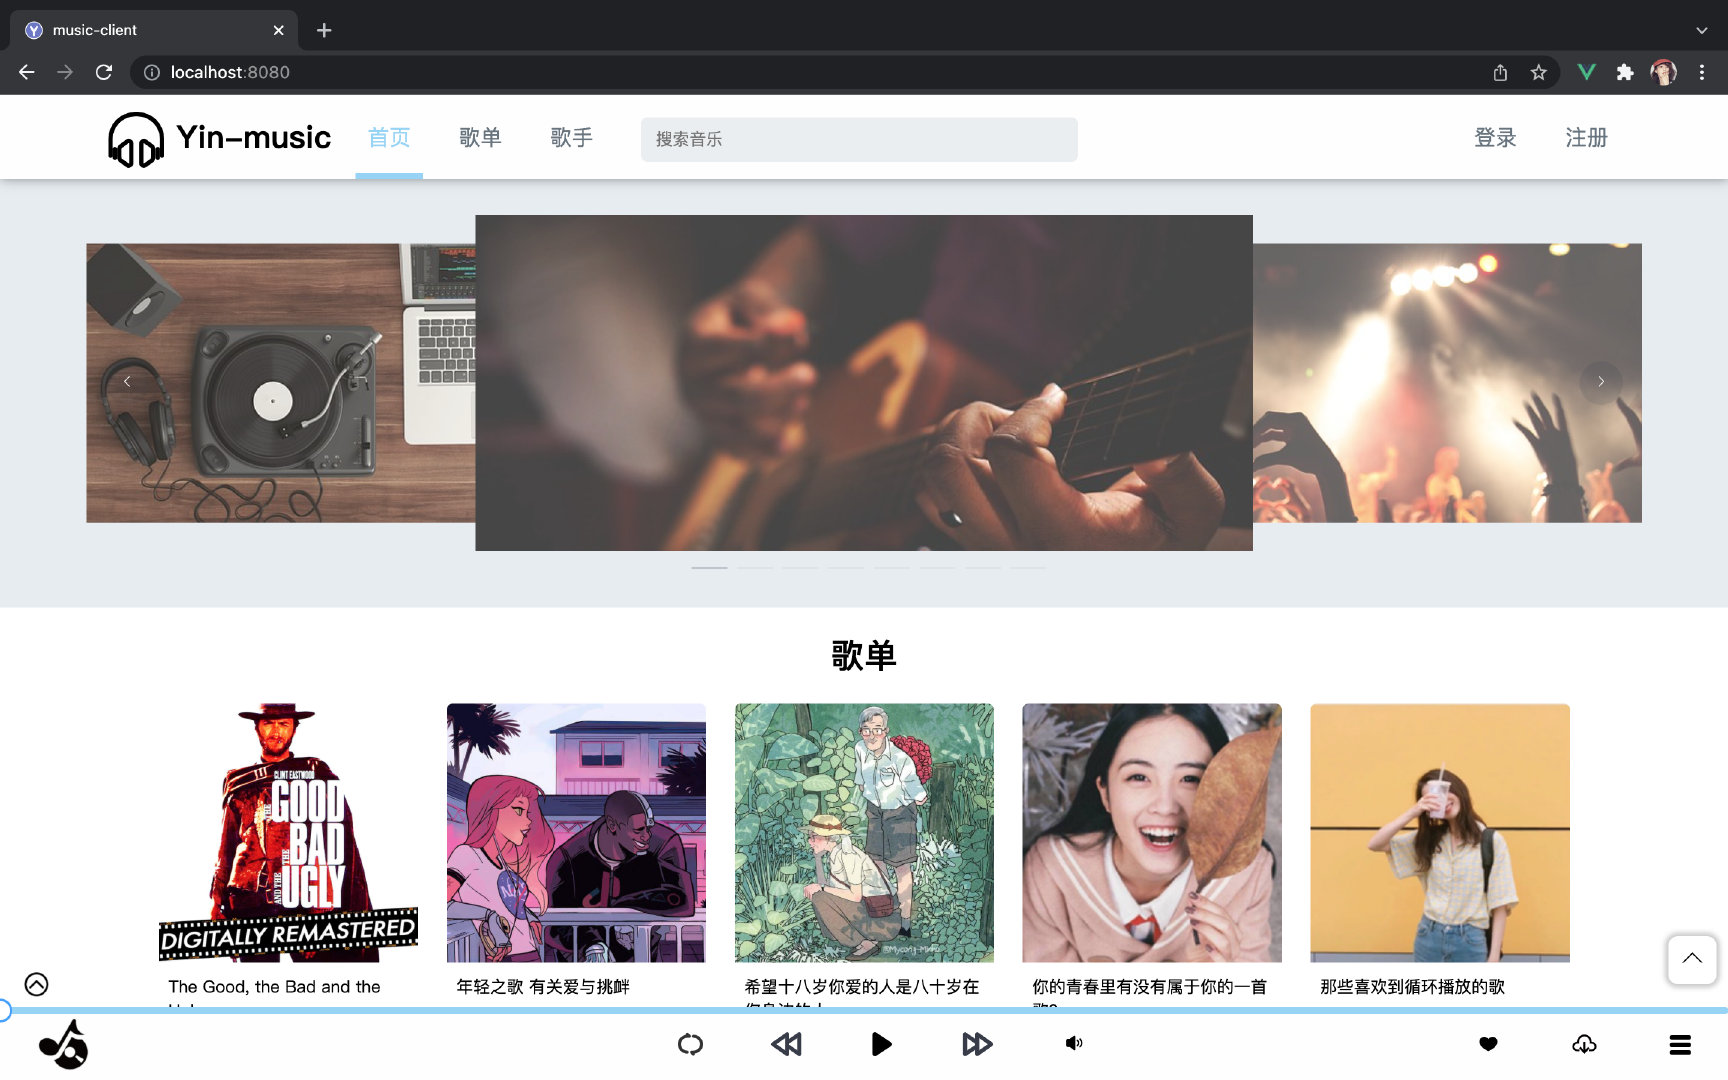 music-client
localhost:8080
Yin-music
首页
歌单
歌手
搜索音乐
登录
注册
歌单
CLINT EASTWOOD
THE GOOD
THE BAD
AND THE UGLY
DIGITALLY REMASTERED
The Good, the Bad and the
年轻之歌 有关爱与挑衅
希望十八岁你爱的人是八十岁在
你的青春里有没有属于你的一首
那些喜欢到循环播放的歌